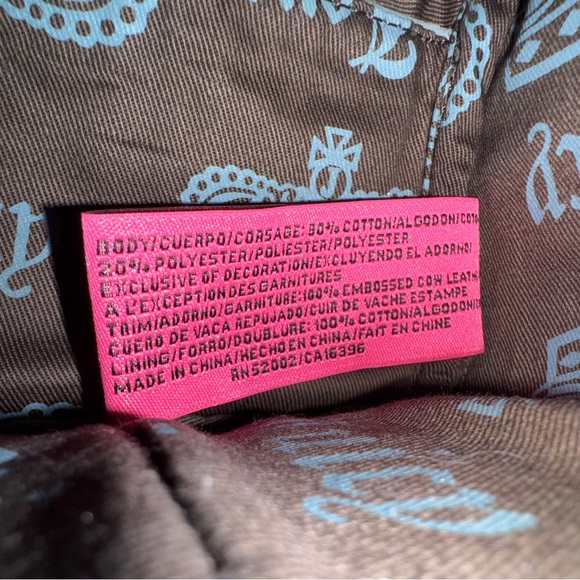 BODY/CUERPO/CORSAGE: 80% COTTON/ALGODON/COTO
20% POLYESTER/POLIESTER/POLYESTER
EXCLUSIVE OF DECORATION/EXCLUYENDO EL ADORNO/
A L'EXCEPTION DES GARNITURES
TRIM/ADORNO/GARNITURE: 100% EMBOSSED COW LEATH
CUERO DE VACA REPUJADO/CUIR DE VACHE ESTAMPE
LINING/FORRO/DOUBLURE: 100% COTTON/ALGODON/C
MADE IN CHINA/HECHO EN CHINA/FAIT EN CHINE
RN52002/CA16396